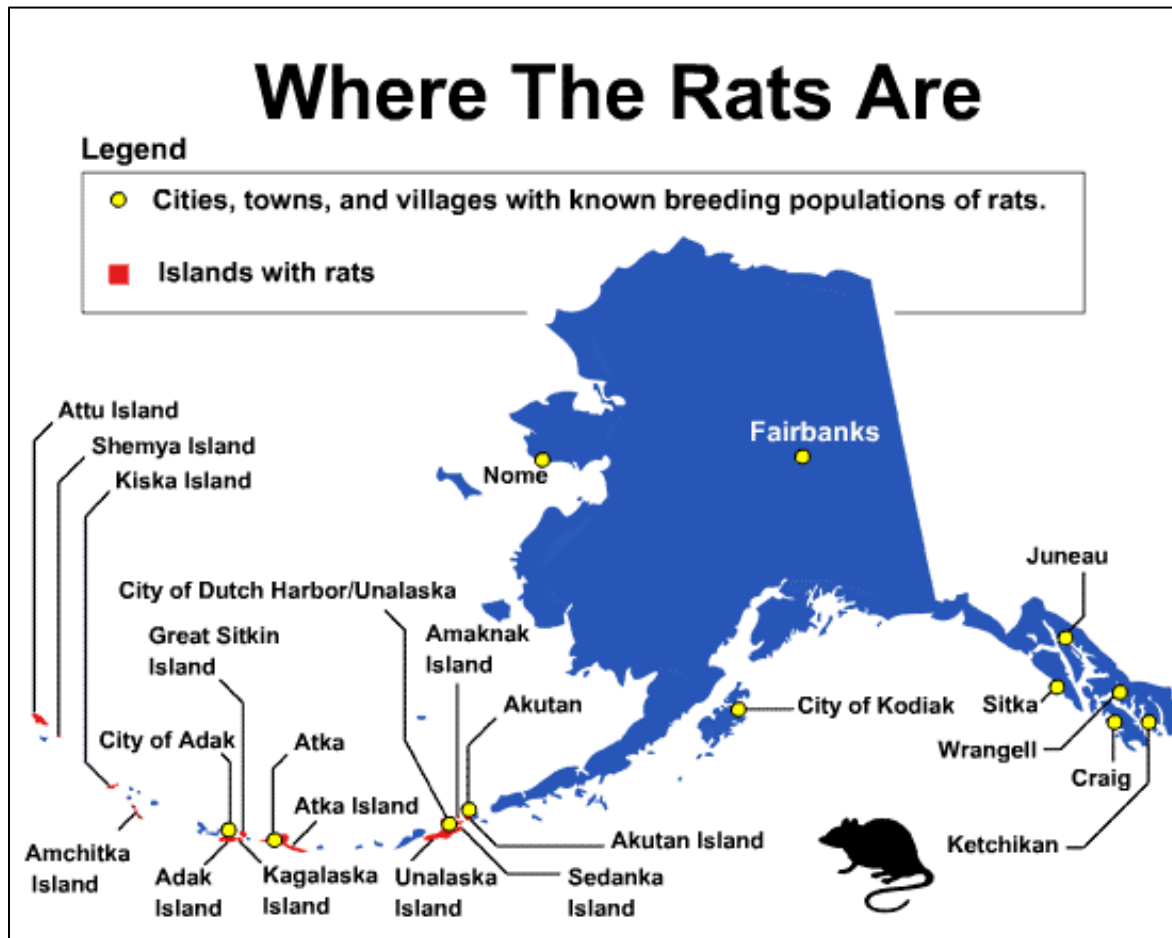 Where The Rats Are
Legend
Cities, towns, and villages with known breeding populations of rats.
Islands with rats
Attu Island
Shemya Island
Kiska Island
Fairbanks
Nome
City of Dutch Harbor/Unalaska
Great Sitkin
Island
Amaknak
Island
Juneau
City of Adak
Atka
Akutan
City of Kodiak
Sitka
Wrangell
Craig
Atka Island
Akutan Island
Ketchikan
Amchitka
Island
Adak
Island
Kagalaska
Island
Unalaska
Island
Sedanka
Island